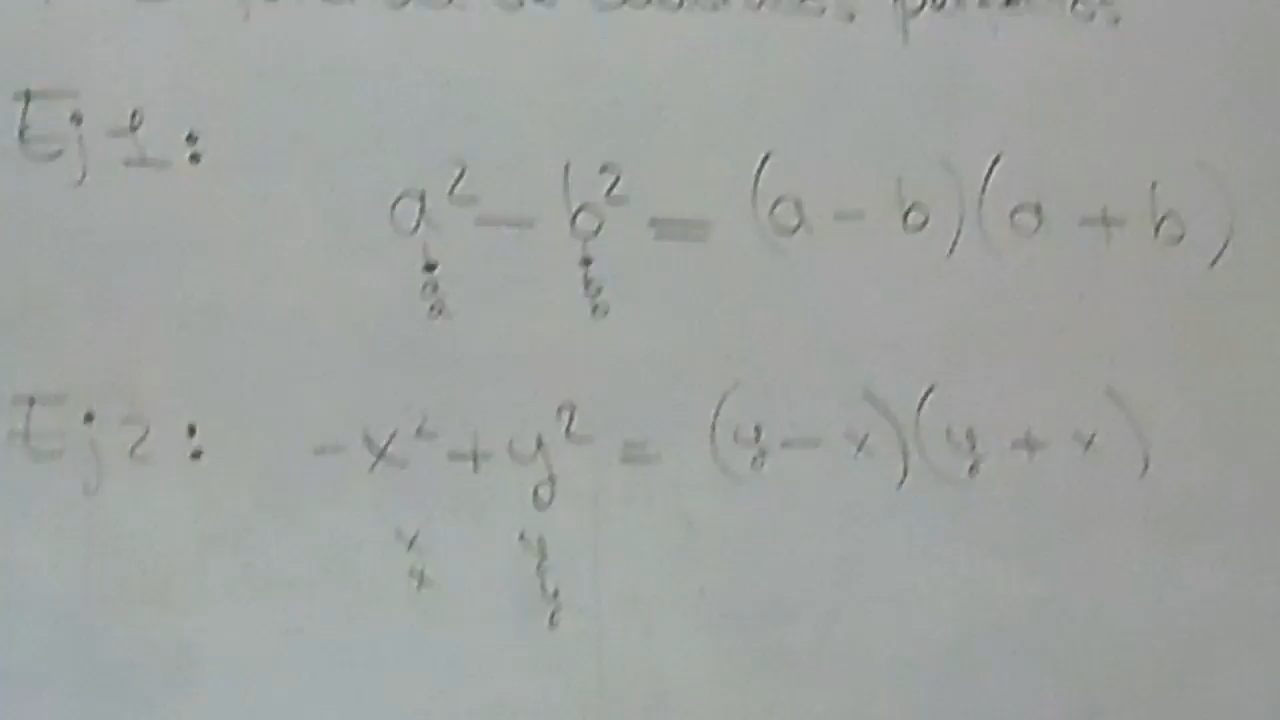 Ej 1:
a² - b² = (a - b)(a + b)
a b
a b
Ej 2: -x² + y² = (y - x)(y + x)
x y
x y